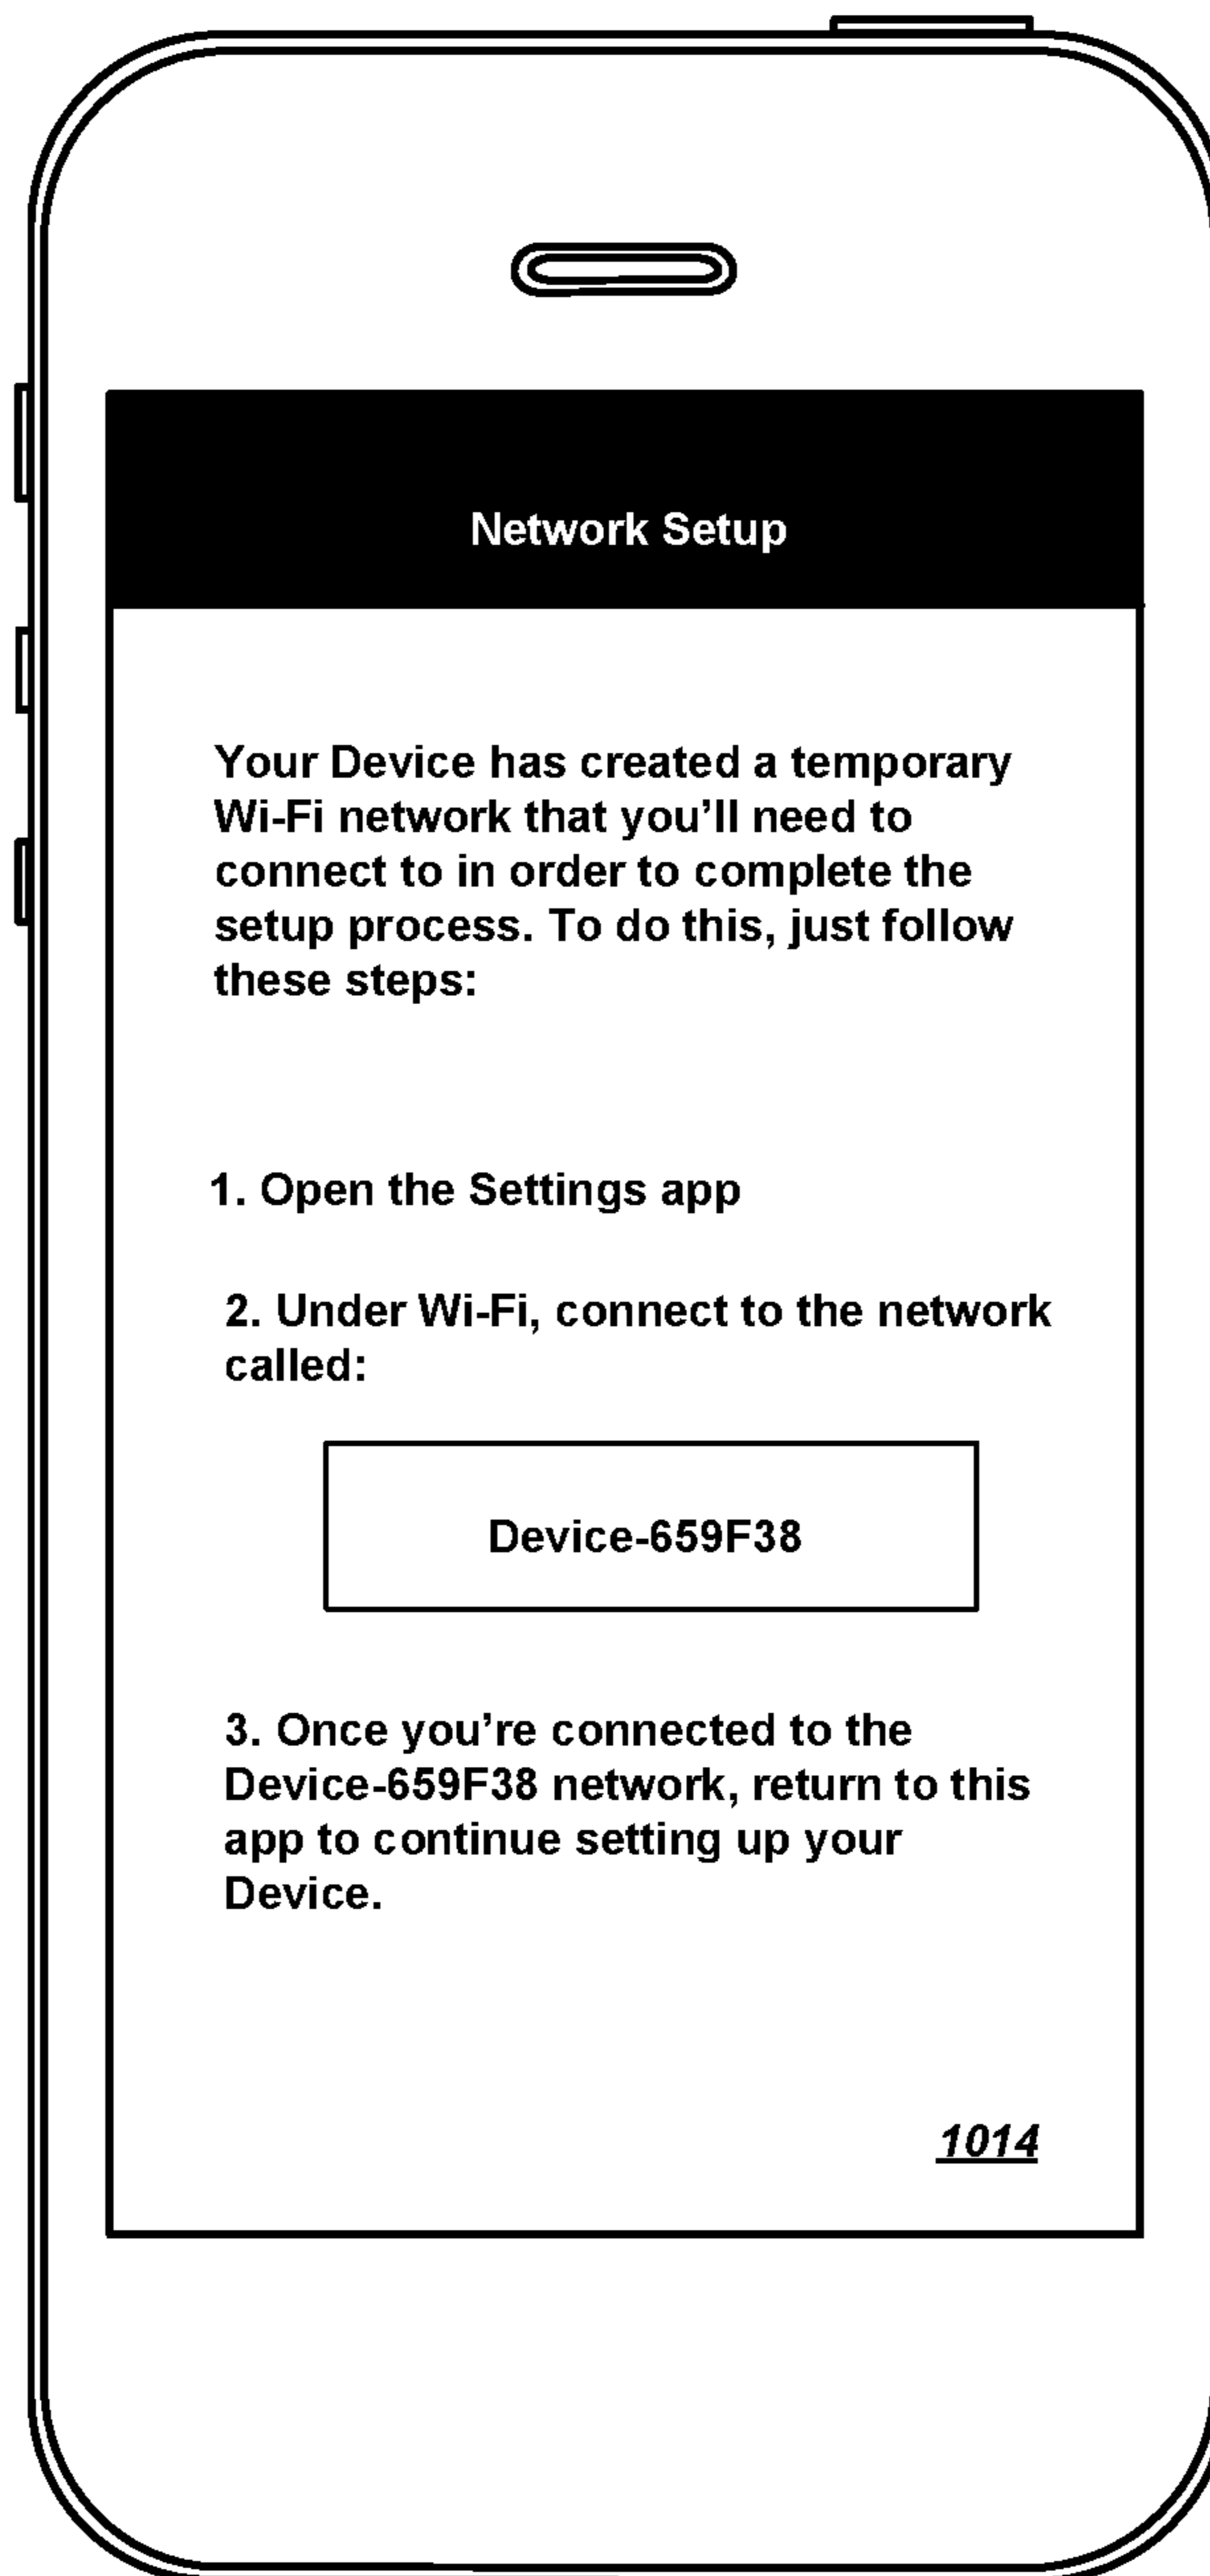 Network Setup
Your Device has created a temporary
Wi-Fi network that you’ll need to
connect to in order to complete the
setup process. To do this, just follow
these steps:
1. Open the Settings app
2. Under Wi-Fi, connect to the network
called:
Device-659F38
3. Once you’re connected to the
Device-659F38 network, return to this
app to continue setting up your
Device.
1014